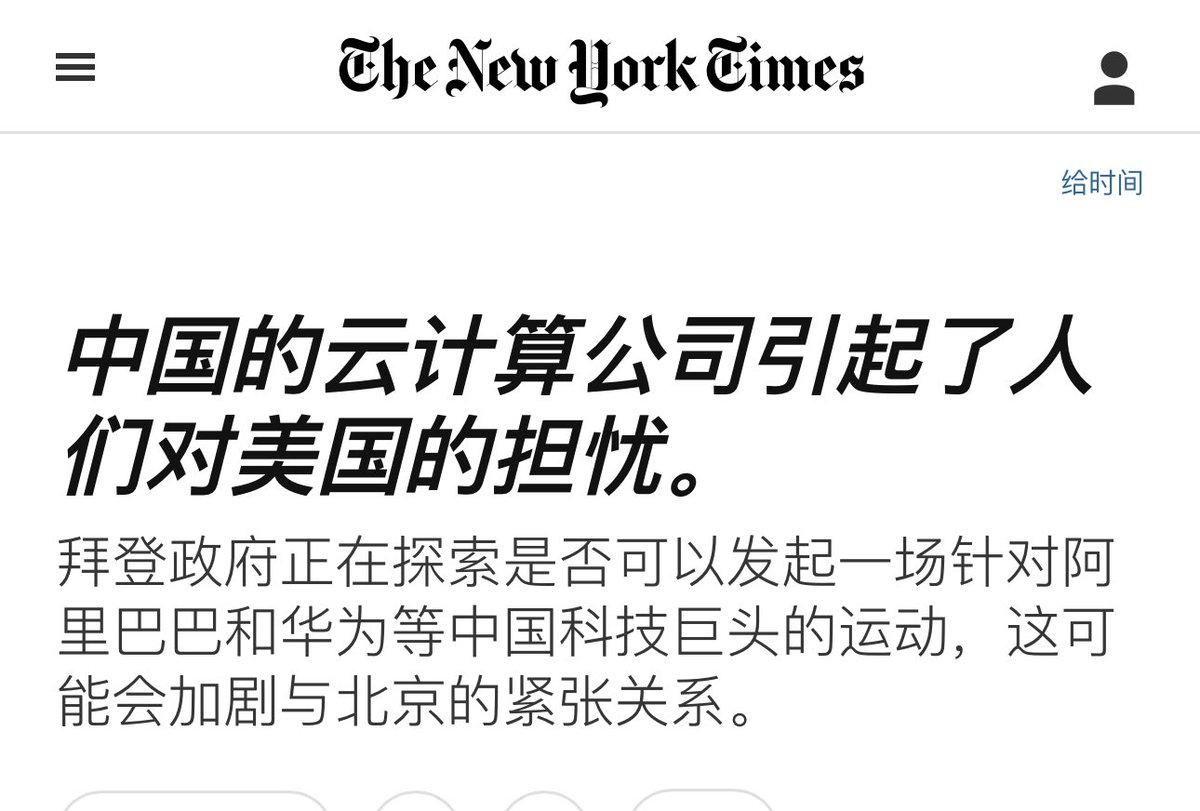 The New York Times
给时间
中国的云计算公司引起了人
们对美国的担忧。
拜登政府正在探索是否可以发起一场针对阿
里巴巴和华为等中国科技巨头的运动，这可
能会加剧与北京的紧张关系。